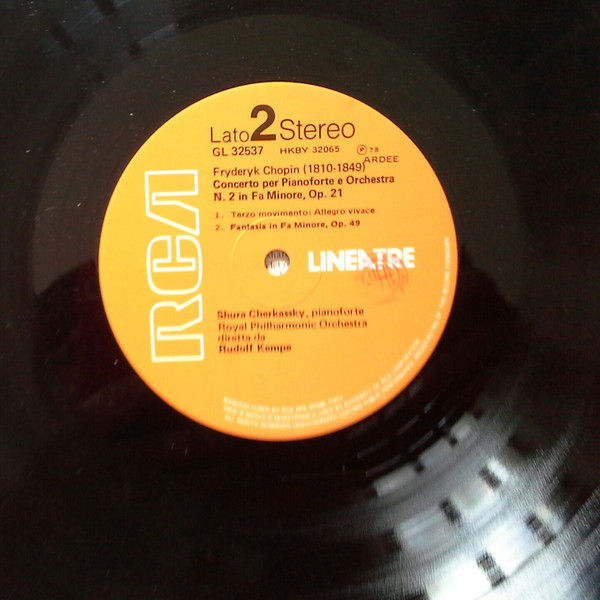 Lato 2 Stereo
GL 32537 HKBY 32065 Ⓟ 78
ARDEE
Fryderyk Chopin (1810-1849)
Concerto per Pianoforte e Orchestra
N. 2 in Fa Minore, Op. 21
1. Terzo movimento: Allegro vivace
2. Fantasia in Fa Minore, Op. 49
RCA
LINEATRE
Shura Cherkassky, pianoforte
Royal Philharmonic Orchestra
diretta da
Rudolf Kempe